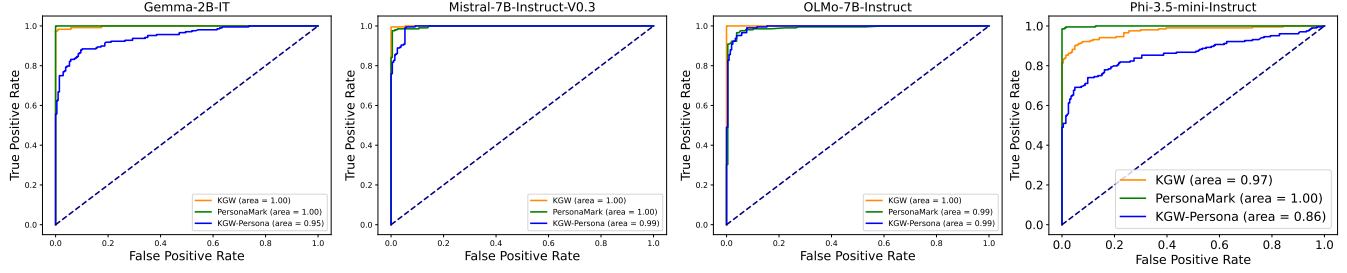 Gemma-2B-IT
True Positive Rate
1.0
0.8
0.6
0.4
0.2
0.0
0.0 0.2 0.4 0.6 0.8 1.0
False Positive Rate
KGW (area = 1.00)
PersonaMark (area = 1.00)
KGW-Persona (area = 0.95)
Mistral-7B-Instruct-V0.3
True Positive Rate
1.0
0.8
0.6
0.4
0.2
0.0
0.0 0.2 0.4 0.6 0.8 1.0
False Positive Rate
KGW (area = 1.00)
PersonaMark (area = 1.00)
KGW-Persona (area = 0.99)
OLMo-7B-Instruct
True Positive Rate
1.0
0.8
0.6
0.4
0.2
0.0
0.0 0.2 0.4 0.6 0.8 1.0
False Positive Rate
KGW (area = 1.00)
PersonaMark (area = 0.99)
KGW-Persona (area = 0.99)
Phi-3.5-mini-Instruct
True Positive Rate
1.0
0.8
0.6
0.4
0.2
0.0
0.0 0.2 0.4 0.6 0.8 1.0
False Positive Rate
KGW (area = 0.97)
PersonaMark (area = 1.00)
KGW-Persona (area = 0.86)